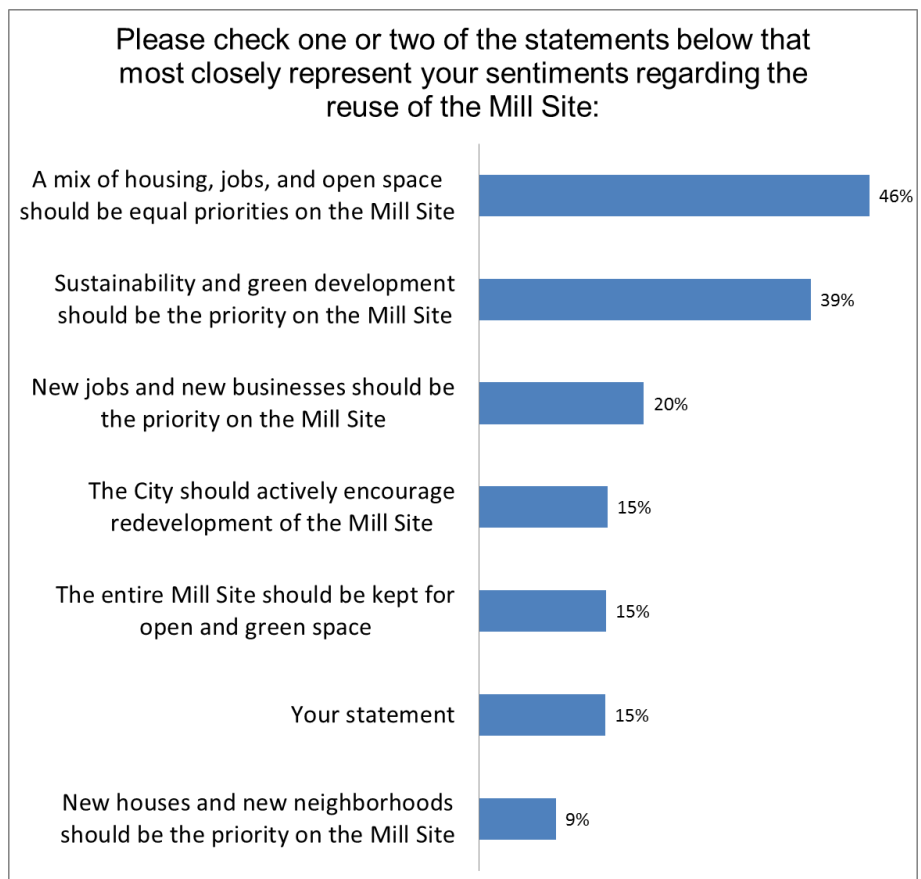 Please check one or two of the statements below that
most closely represent your sentiments regarding the
reuse of the Mill Site:
A mix of housing, jobs, and open space
should be equal priorities on the Mill Site
46%
Sustainability and green development
should be the priority on the Mill Site
39%
New jobs and new businesses should be
the priority on the Mill Site
20%
The City should actively encourage
redevelopment of the Mill Site
15%
The entire Mill Site should be kept for
open and green space
15%
Your statement
15%
New houses and new neighborhoods
should be the priority on the Mill Site
9%